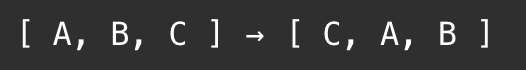 [ A, B, C ] → [ C, A, B ]